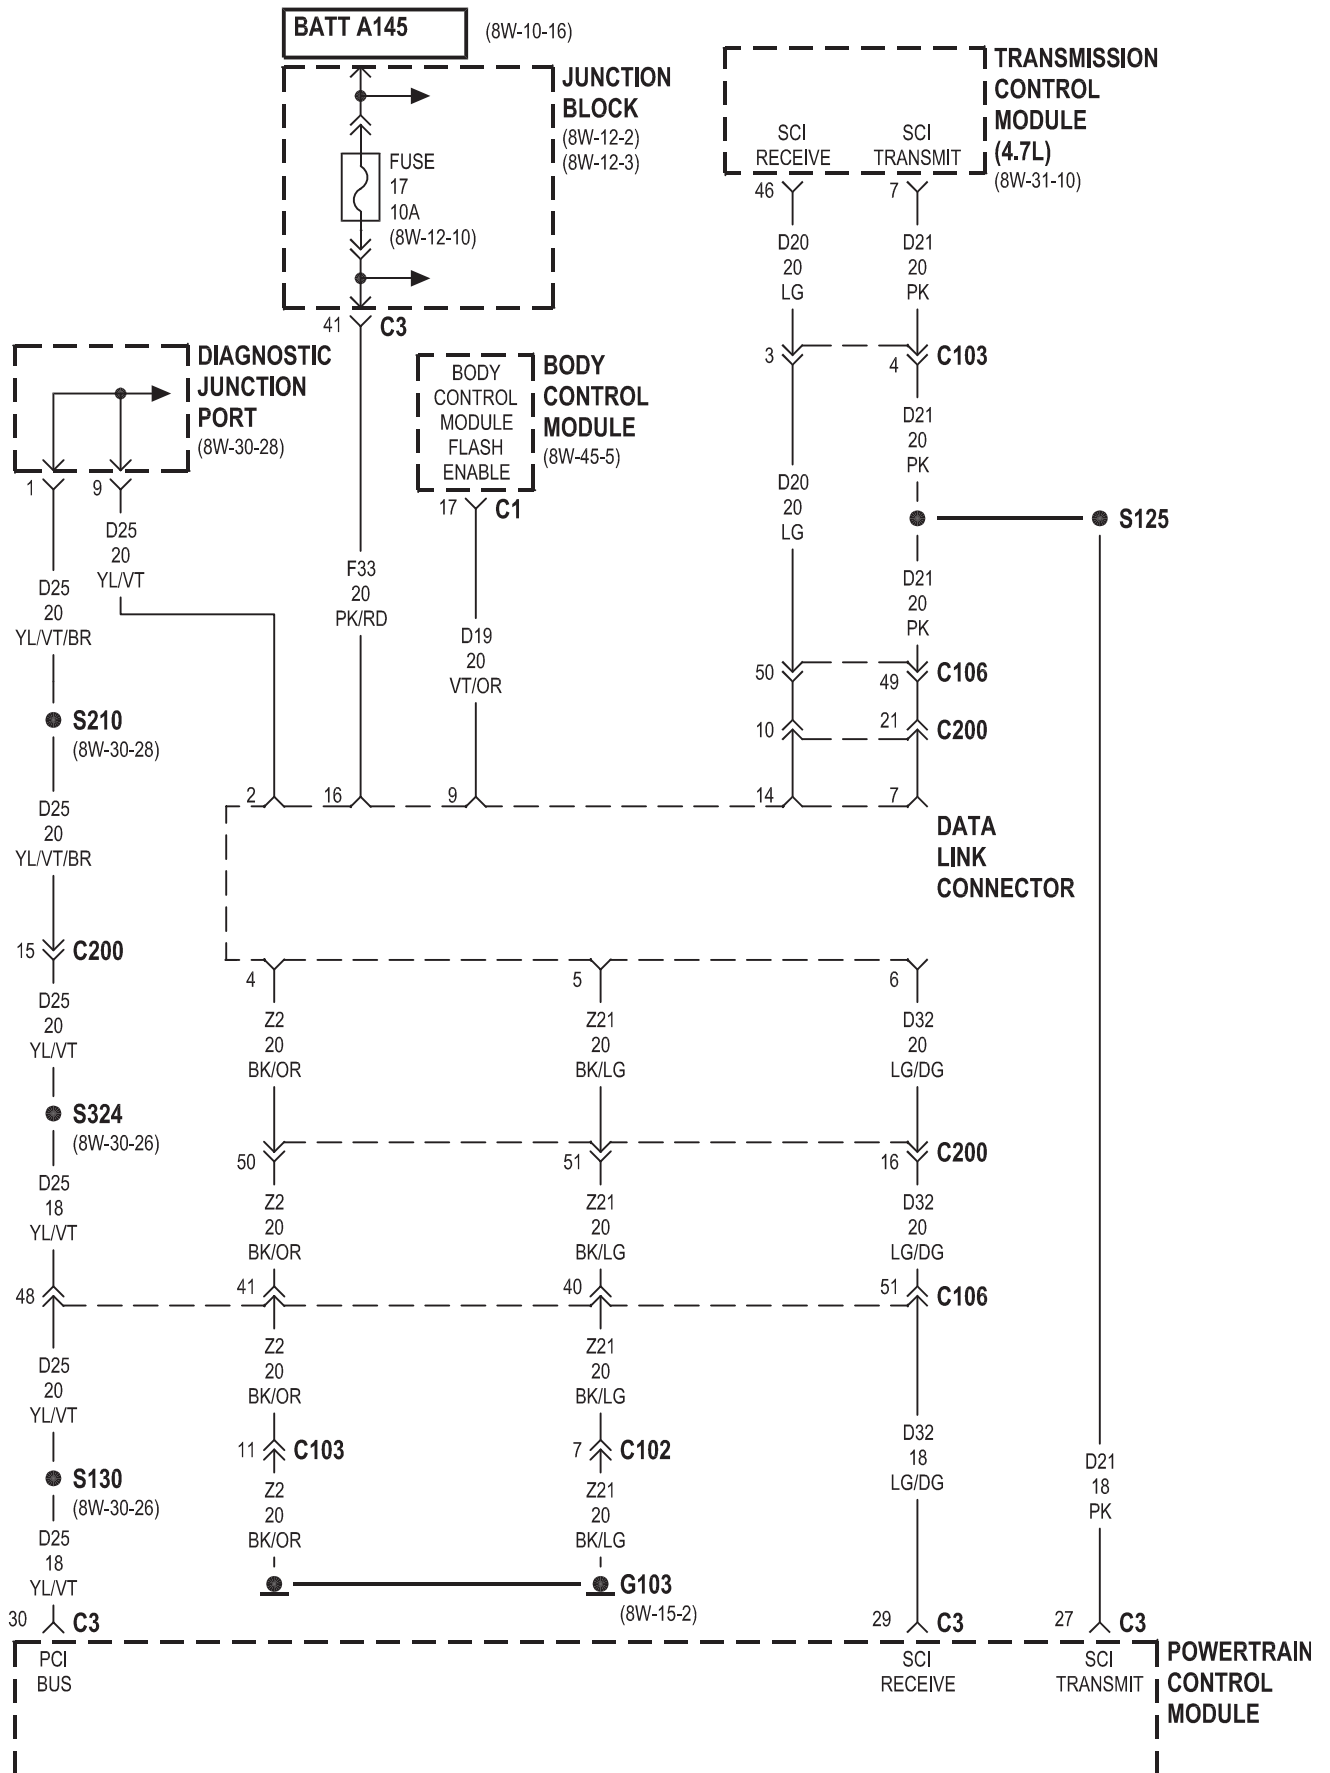 BATT A145
(8W-10-16)
JUNCTION
BLOCK
(8W-12-2)
(8W-12-3)
FUSE
17
10A
(8W-12-10)
41
C3
TRANSMISSION
CONTROL
MODULE
(4.7L)
(8W-31-10)
SCI
RECEIVE
SCI
TRANSMIT
46
7
D20
20
LG
D21
20
PK
3
4
C103
DIAGNOSTIC
JUNCTION
PORT
(8W-30-28)
1
9
BODY
CONTROL
MODULE
FLASH
ENABLE
BODY
CONTROL
MODULE
(8W-45-5)
17
C1
D21
20
PK
D20
20
LG
S125
D25
20
YL/VT
D25
20
YL/VT/BR
F33
20
PK/RD
D19
20
VT/OR
D21
20
PK
50
49
C106
10
21
C200
S210
(8W-30-28)
D25
20
YL/VT/BR
2
16
9
14
7
DATA
LINK
CONNECTOR
15
C200
4
5
6
D25
20
YL/VT
Z2
20
BK/OR
Z21
20
BK/LG
D32
20
LG/DG
S324
(8W-30-26)
50
51
16
C200
D25
18
YL/VT
Z2
20
BK/OR
Z21
20
BK/LG
D32
20
LG/DG
48
41
40
51
C106
D25
20
YL/VT
Z2
20
BK/OR
Z21
20
BK/LG
D32
18
LG/DG
D21
18
PK
11
C103
7
C102
S130
(8W-30-26)
Z2
20
BK/OR
Z21
20
BK/LG
D25
18
YL/VT
G103
(8W-15-2)
30
C3
29
C3
27
C3
PCI
BUS
SCI
RECEIVE
SCI
TRANSMIT
POWERTRAIN
CONTROL
MODULE